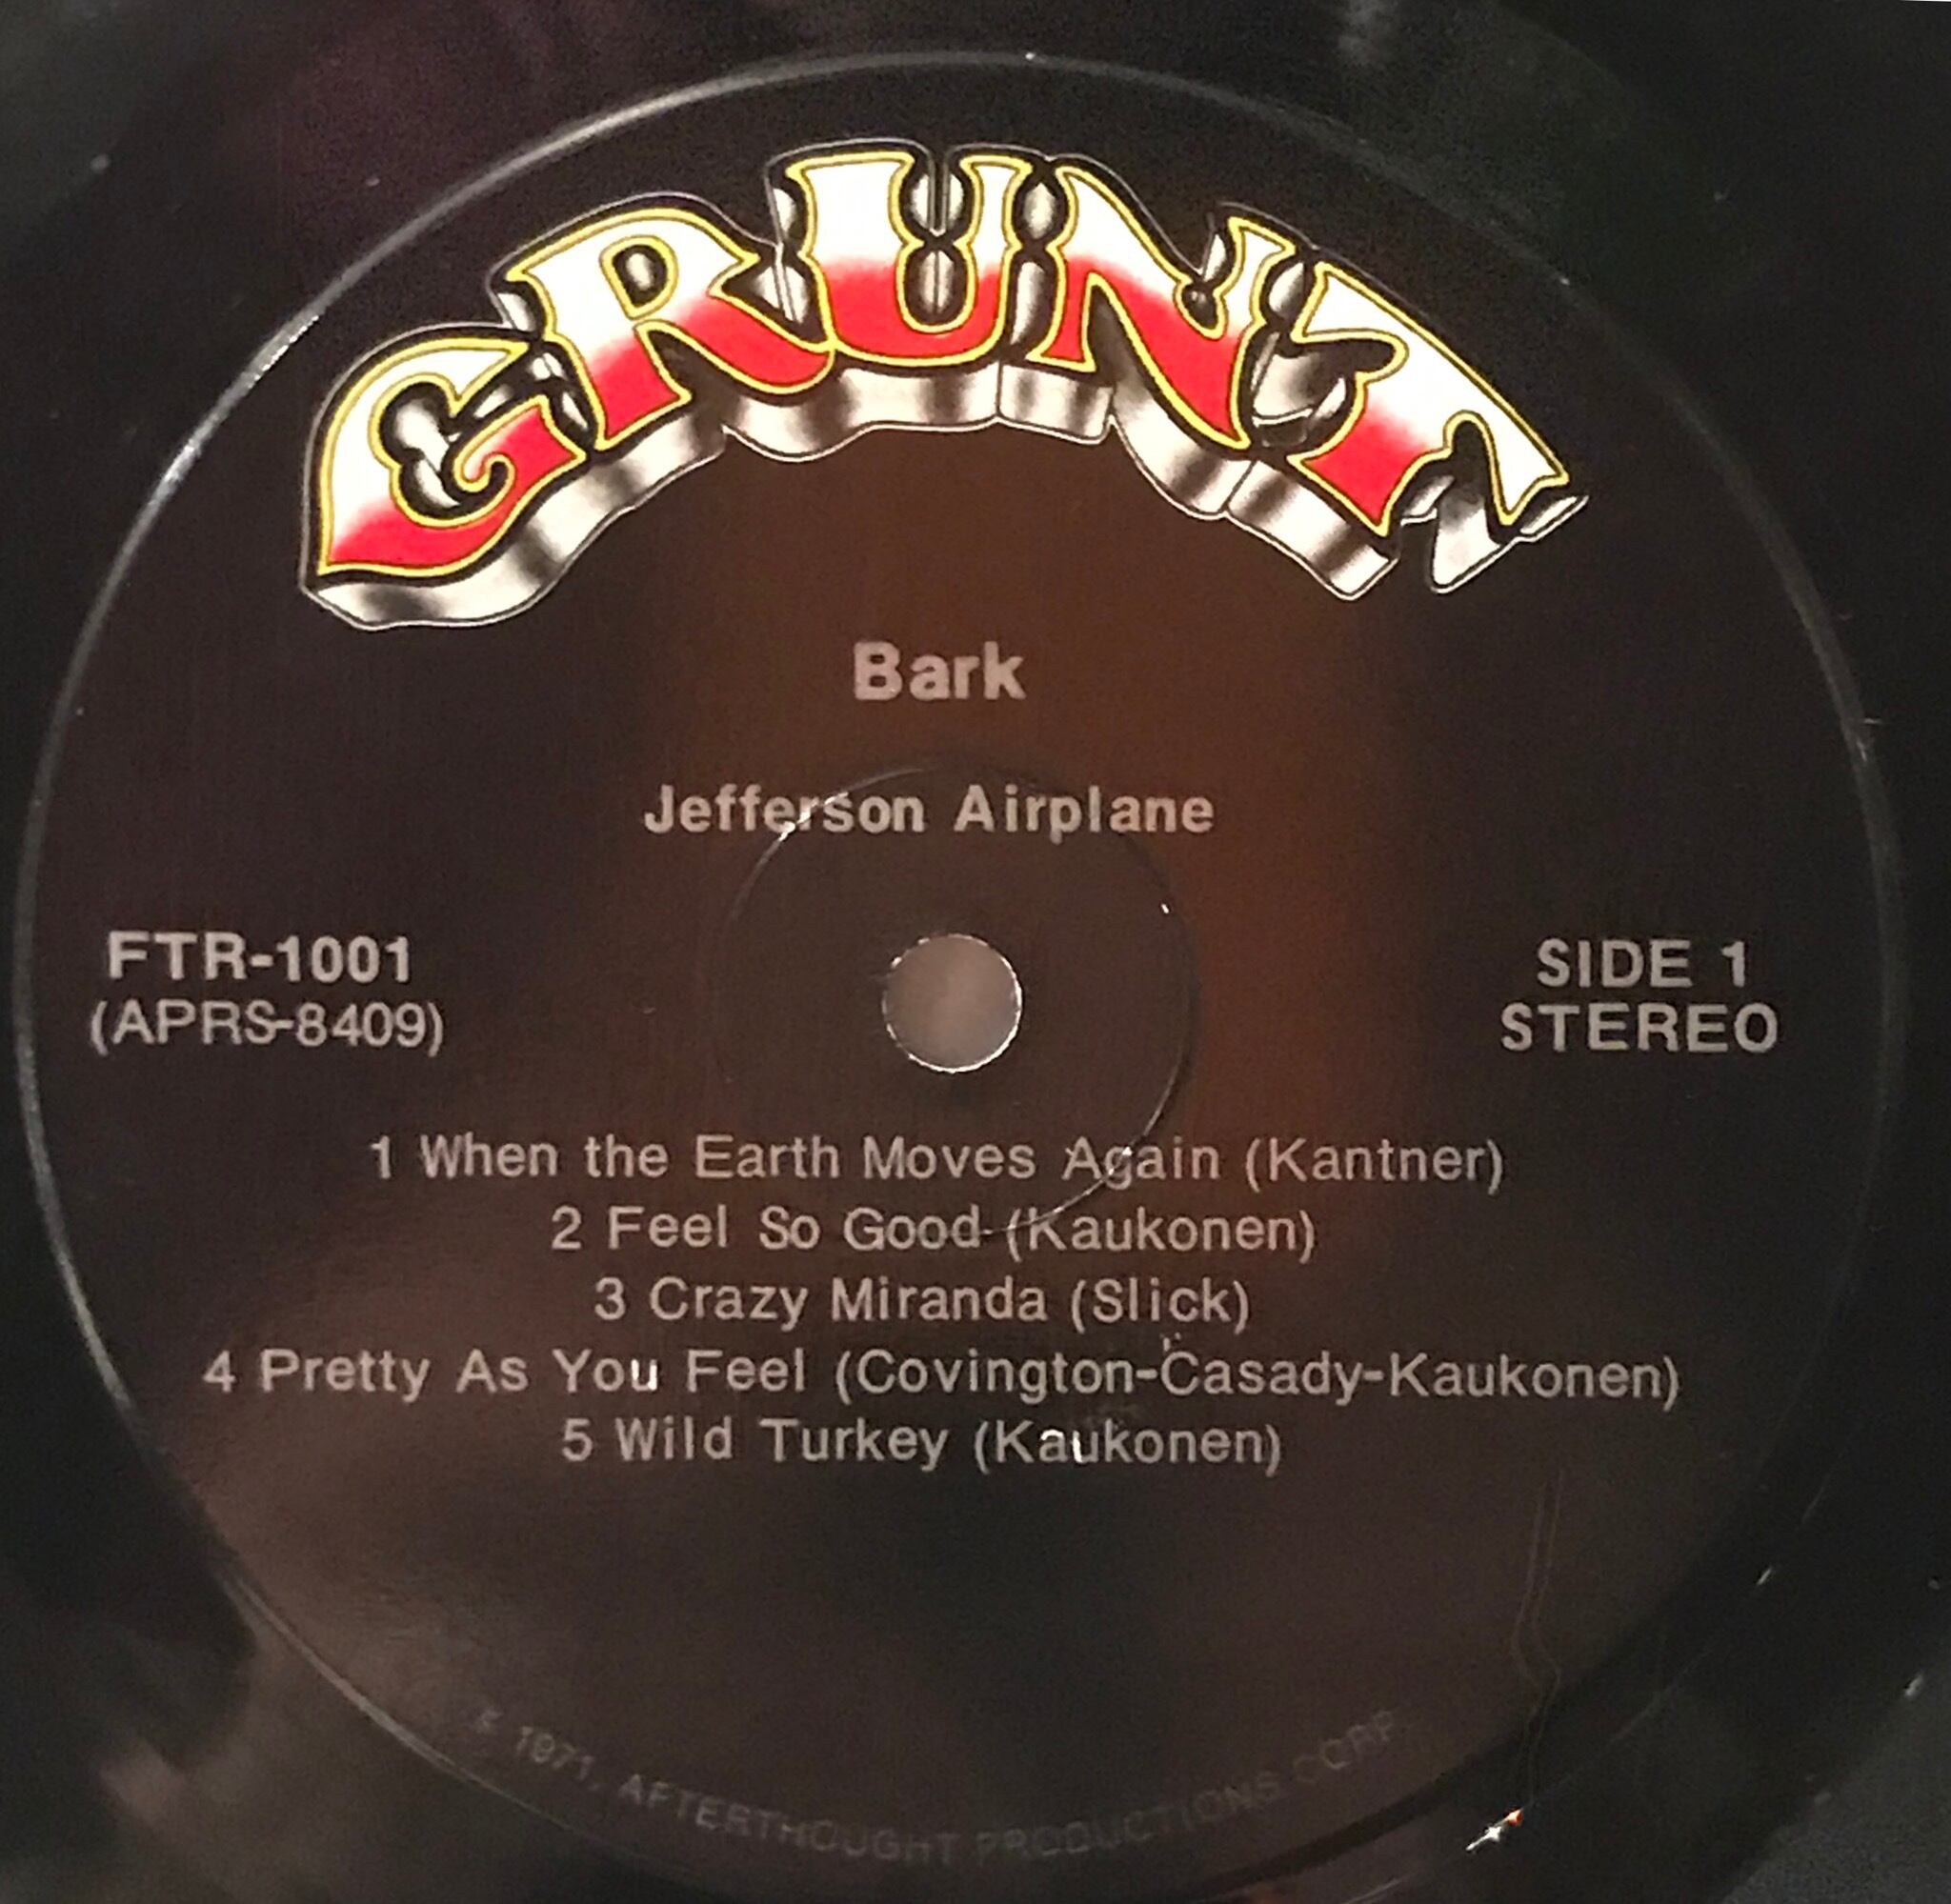 GRUNT
Bark
Jefferson Airplane
FTR-1001
(APRS-8409)
SIDE 1
STEREO
1 When the Earth Moves Again (Kantner)
2 Feel So Good (Kaukonen)
3 Crazy Miranda (Slick)
4 Pretty As You Feel (Covington-Casady-Kaukonen)
5 Wild Turkey (Kaukonen)
1971, AFTERTHOUGHT PRODUCTIONS CORP.